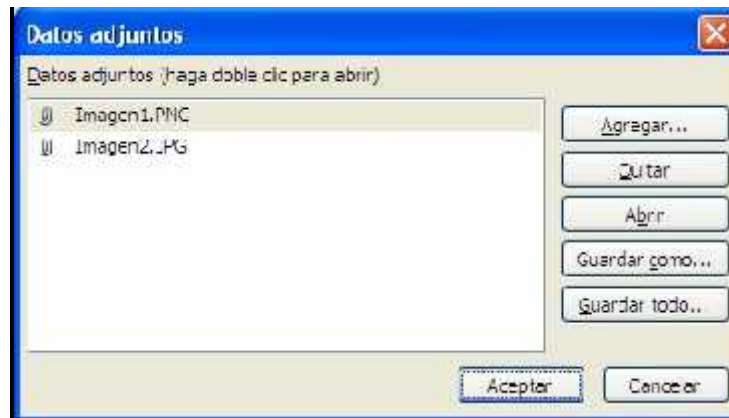 Datos adjuntos
Datos adjuntos (haga doble clic para abrir)
Imagen1.PNG
Imagen2.JPG
Agregar...
Quitar
Abrir
Guardar como...
Guardar todo...
Aceptar
Cancelar